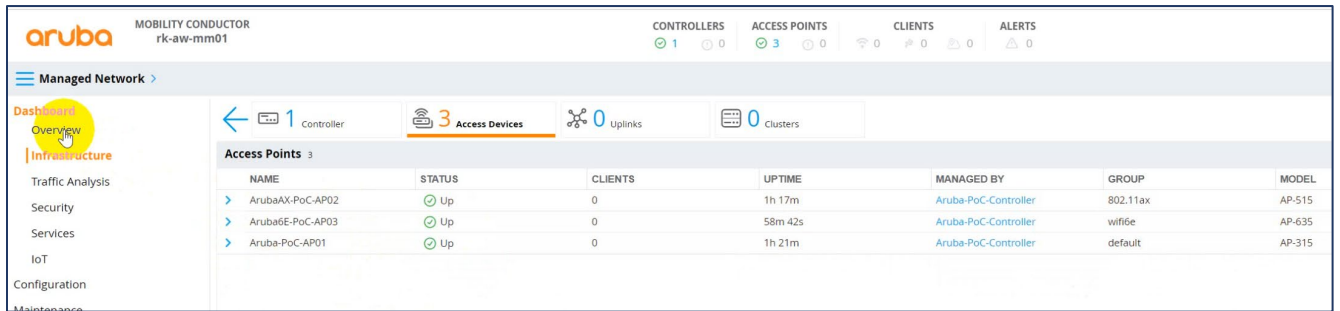 aruba
MOBILITY CONDUCTOR
rk-aw-mm01
CONTROLLERS ACCESS POINTS CLIENTS ALERTS
1 0 3 0 0 0 0 0
Managed Network >
Dashboard
Overview
Infrastructure
Traffic Analysis
Security
Services
IoT
Configuration
Maintenance
1 Controller 3 Access Devices 0 Uplinks 0 Clusters
Access Points 3
NAME STATUS CLIENTS UPTIME MANAGED BY GROUP MODEL
> ArubaAX-PoC-AP02 Up 0 1h 17m Aruba-PoC-Controller 802.11ax AP-515
> Aruba6E-PoC-AP03 Up 0 58m 42s Aruba-PoC-Controller wifi6e AP-635
> Aruba-PoC-AP01 Up 0 1h 21m Aruba-PoC-Controller default AP-315